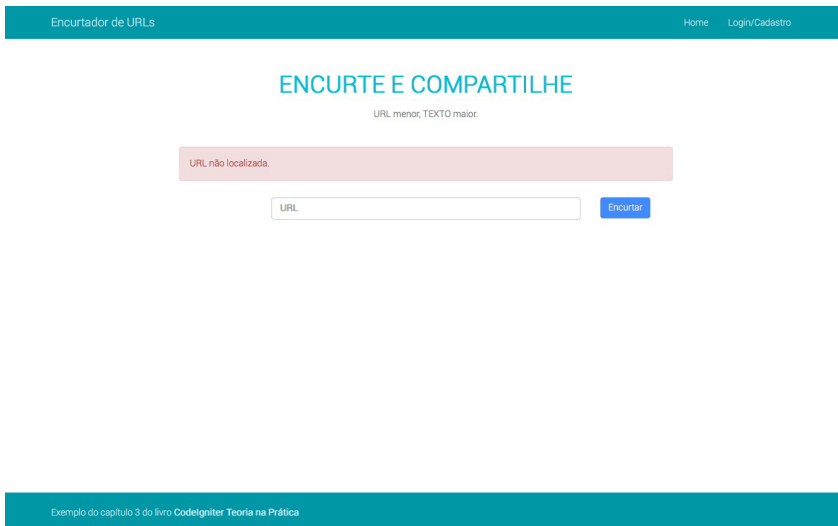 Encurtador de URLs
Home Login/Cadastro
ENCURTE E COMPARTILHE
URL menor, TEXTO maior.
URL não localizada.
URL
Encurtar
Exemplo do capítulo 3 do livro CodeIgniter Teoria na Prática